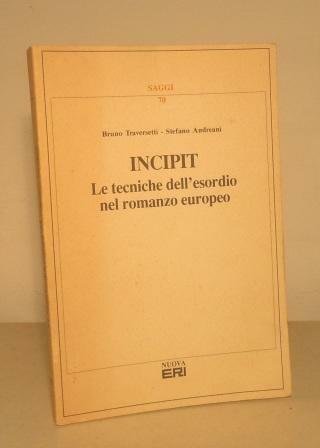 SAGGI
70
Bruno Traversetti - Stefano Andreani
INCIPIT
Le tecniche dell'esordio
nel romanzo europeo
NUOVA
ERI